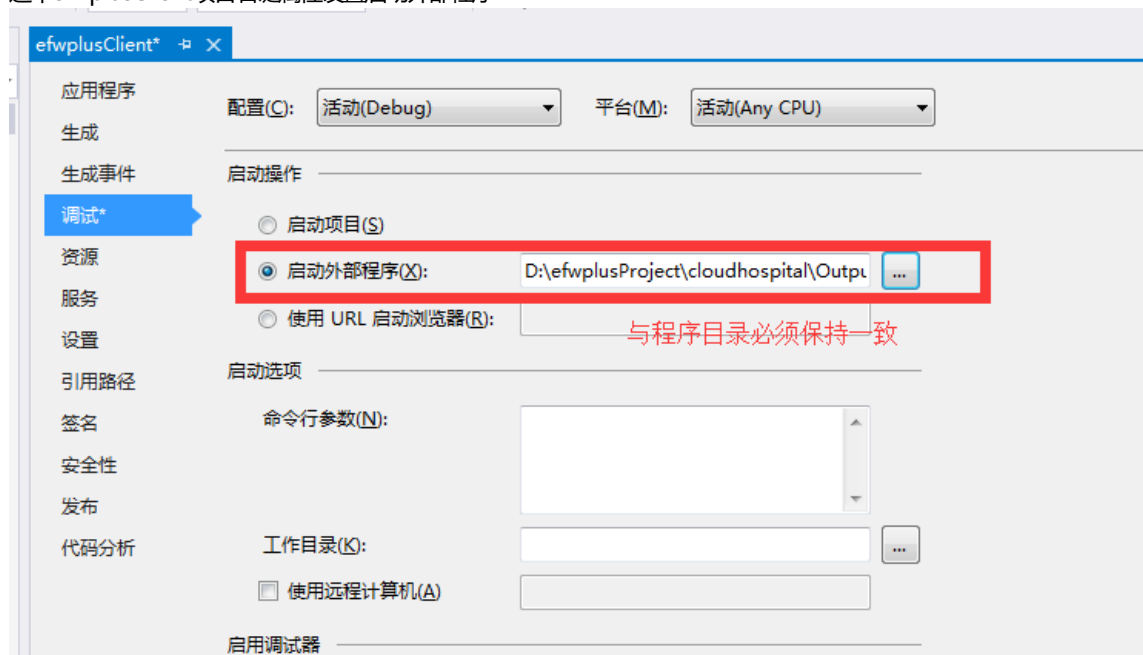 efwplusClient*
应用程序
生成
生成事件
调试*
资源
服务
设置
引用路径
签名
安全性
发布
代码分析
配置(C): 活动(Debug) 平台(M): 活动(Any CPU)
启动操作
启动项目(S)
启动外部程序(X): D:\efwplusProject\cloudhospital\Outpu ...
使用 URL 启动浏览器(R):
与程序目录必须保持一致
启动选项
命令行参数(N):
工作目录(K): ...
使用远程计算机(A)
启用调试器